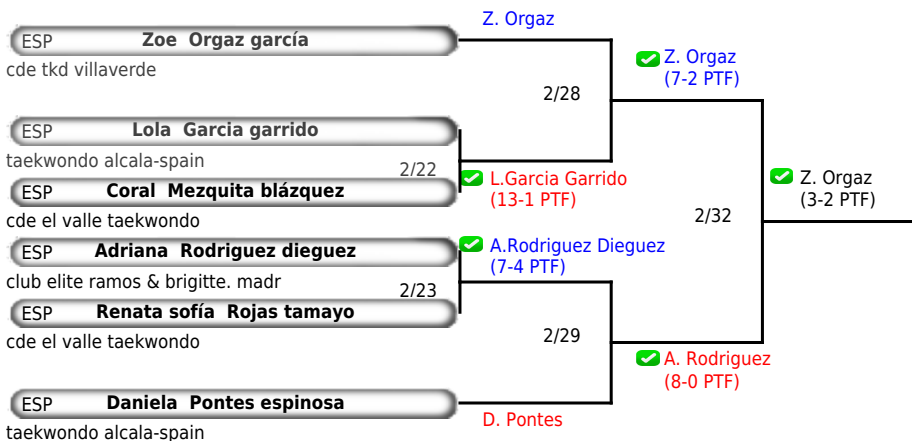 Z. Orgaz
ESP Zoe Orgaz garcía
cde tkd villaverde
Z. Orgaz
(7-2 PTF)
2/28
ESP Lola Garcia garrido
taekwondo alcala-spain
2/22
L.Garcia Garrido
(13-1 PTF)
ESP Coral Mezquita blázquez
cde el valle taekwondo
Z. Orgaz
(3-2 PTF)
2/32
ESP Adriana Rodriguez dieguez
club elite ramos & brigitte. madr
A.Rodriguez Dieguez
(7-4 PTF)
2/23
ESP Renata sofía Rojas tamayo
cde el valle taekwondo
2/29
A. Rodriguez
(8-0 PTF)
ESP Daniela Pontes espinosa
taekwondo alcala-spain
D. Pontes